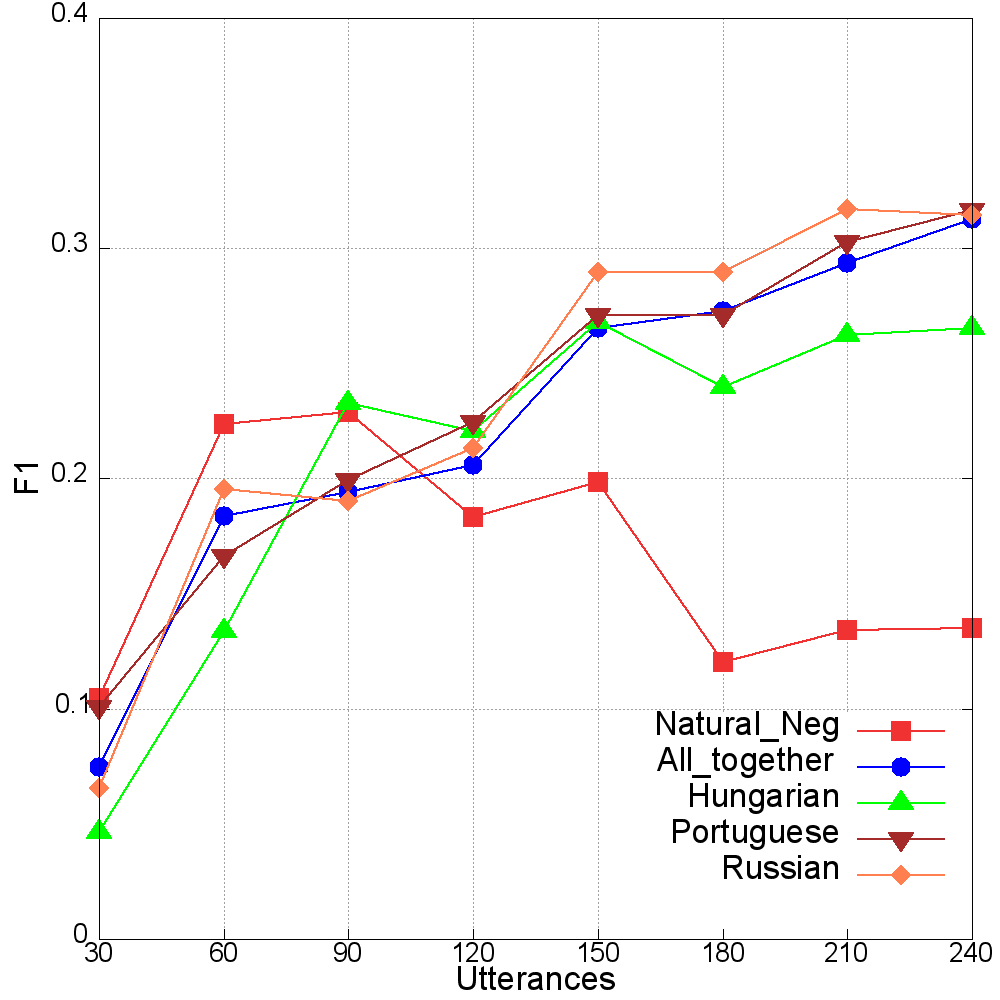 0.4
0.3
0.2
0.1
0
F1
30 60 90 120 150 180 210 240
Utterances
Natural_Neg
All_together
Hungarian
Portuguese
Russian